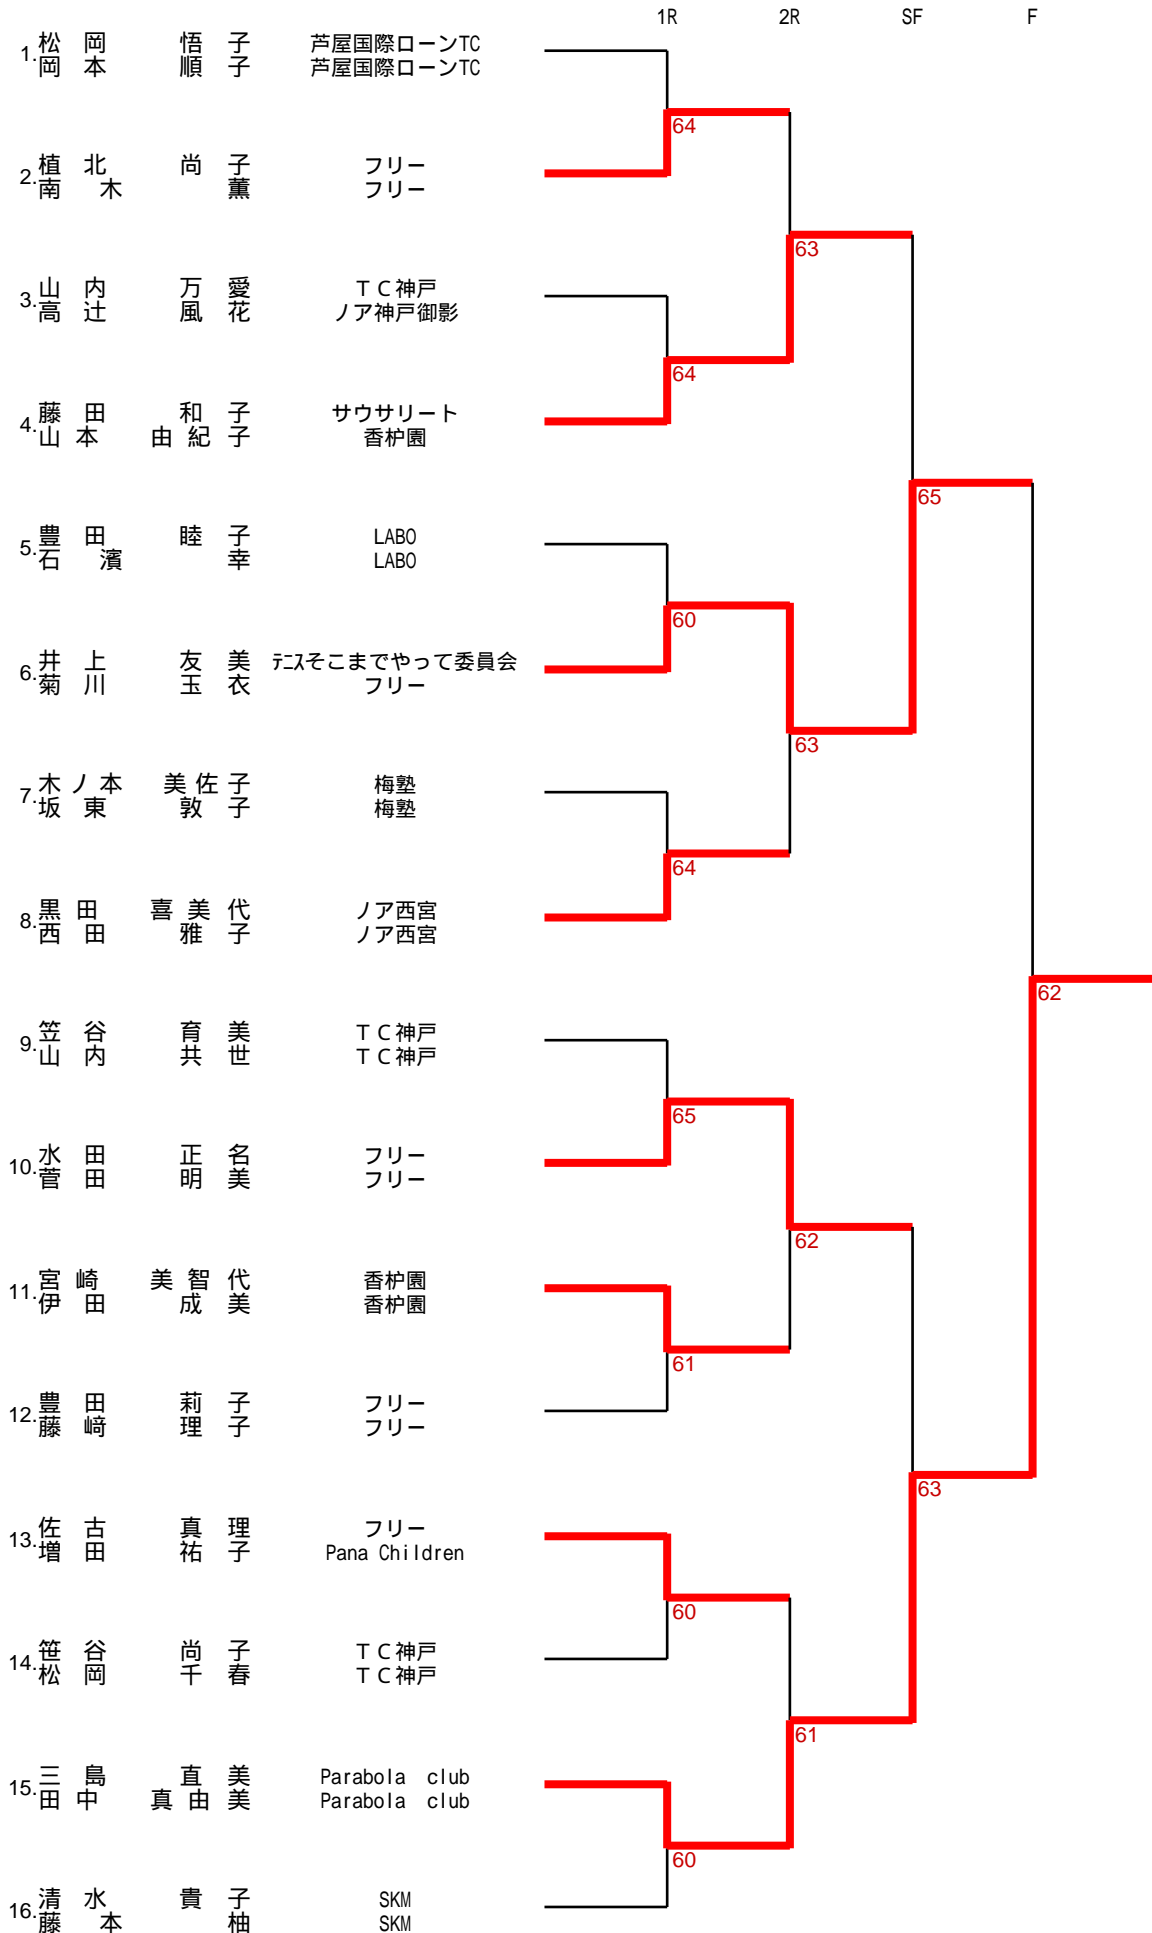 1R 2R SF F
1. 松岡 悟子 芦屋国際ローンTC
岡本 順子 芦屋国際ローンTC
64
2. 植北 尚子 フリー
南木 薫 フリー
63
3. 山内 万愛 ＴＣ神戸
高辻 風花 ノア神戸御影
64
4. 藤田 和子 サウサリート
山本 由紀子 香枦園
65
5. 豊田 睦子 LABO
石濱 幸 LABO
60
6. 井上 友美 ﾃﾆｽそこまでやって委員会
菊川 玉衣 フリー
63
7. 木ノ本 美佐子 梅塾
坂東 敦子 梅塾
64
8. 黒田 喜美代 ノア西宮
西田 雅子 ノア西宮
62
9. 笠谷 育美 ＴＣ神戸
山内 共世 ＴＣ神戸
65
10. 水田 正名 フリー
菅田 明美 フリー
62
11. 宮崎 美智代 香枦園
伊田 成美 香枦園
61
12. 豊田 莉子 フリー
藤﨑 理子 フリー
63
13. 佐古 真理 フリー
増田 祐子 Pana Children
60
14. 笹谷 尚子 ＴＣ神戸
松岡 千春 ＴＣ神戸
61
15. 三島 直美 Parabola club
田中 真由美 Parabola club
60
16. 清水 貴子 SKM
藤本 柚 SKM